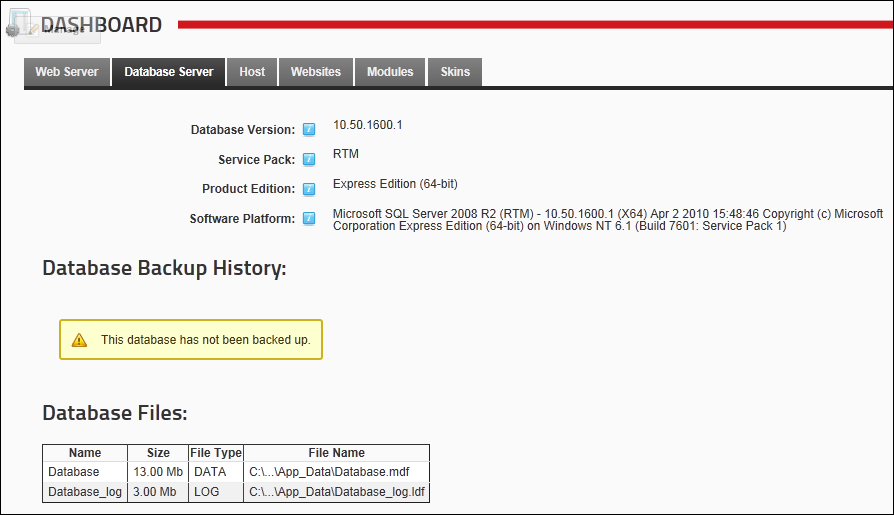 DASHBOARD
Manage
Web Server Database Server Host Websites Modules Skins
Database Version: 10.50.1600.1
Service Pack: RTM
Product Edition: Express Edition (64-bit)
Software Platform: Microsoft SQL Server 2008 R2 (RTM) - 10.50.1600.1 (X64) Apr 2 2010 15:48:46 Copyright (c) Microsoft
Corporation Express Edition (64-bit) on Windows NT 6.1 (Build 7601: Service Pack 1)
Database Backup History:
This database has not been backed up.
Database Files:
Name Size File Type File Name
Database 13.00 Mb DATA C:\...\App_Data\Database.mdf
Database_log 3.00 Mb LOG C:\...\App_Data\Database_log.ldf